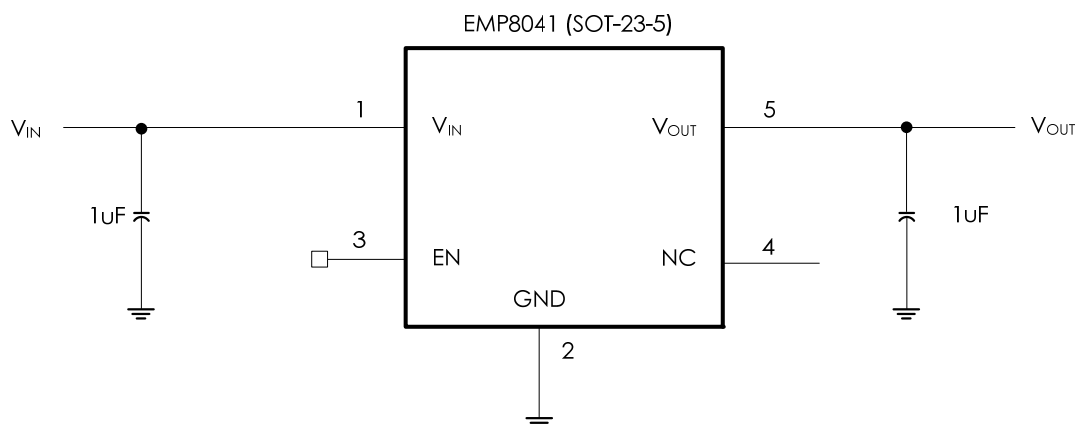 EMP8041 (SOT-23-5)
VIN
1
VIN
VOUT
5
VOUT
1uF
1uF
3
EN
NC
4
GND
2